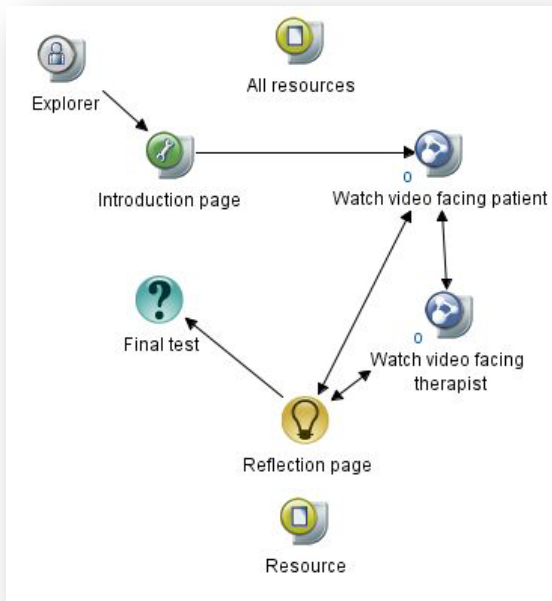 All resources
Explorer
Introduction page
0
Watch video facing patient
Final test
0
Watch video facing
therapist
Reflection page
Resource